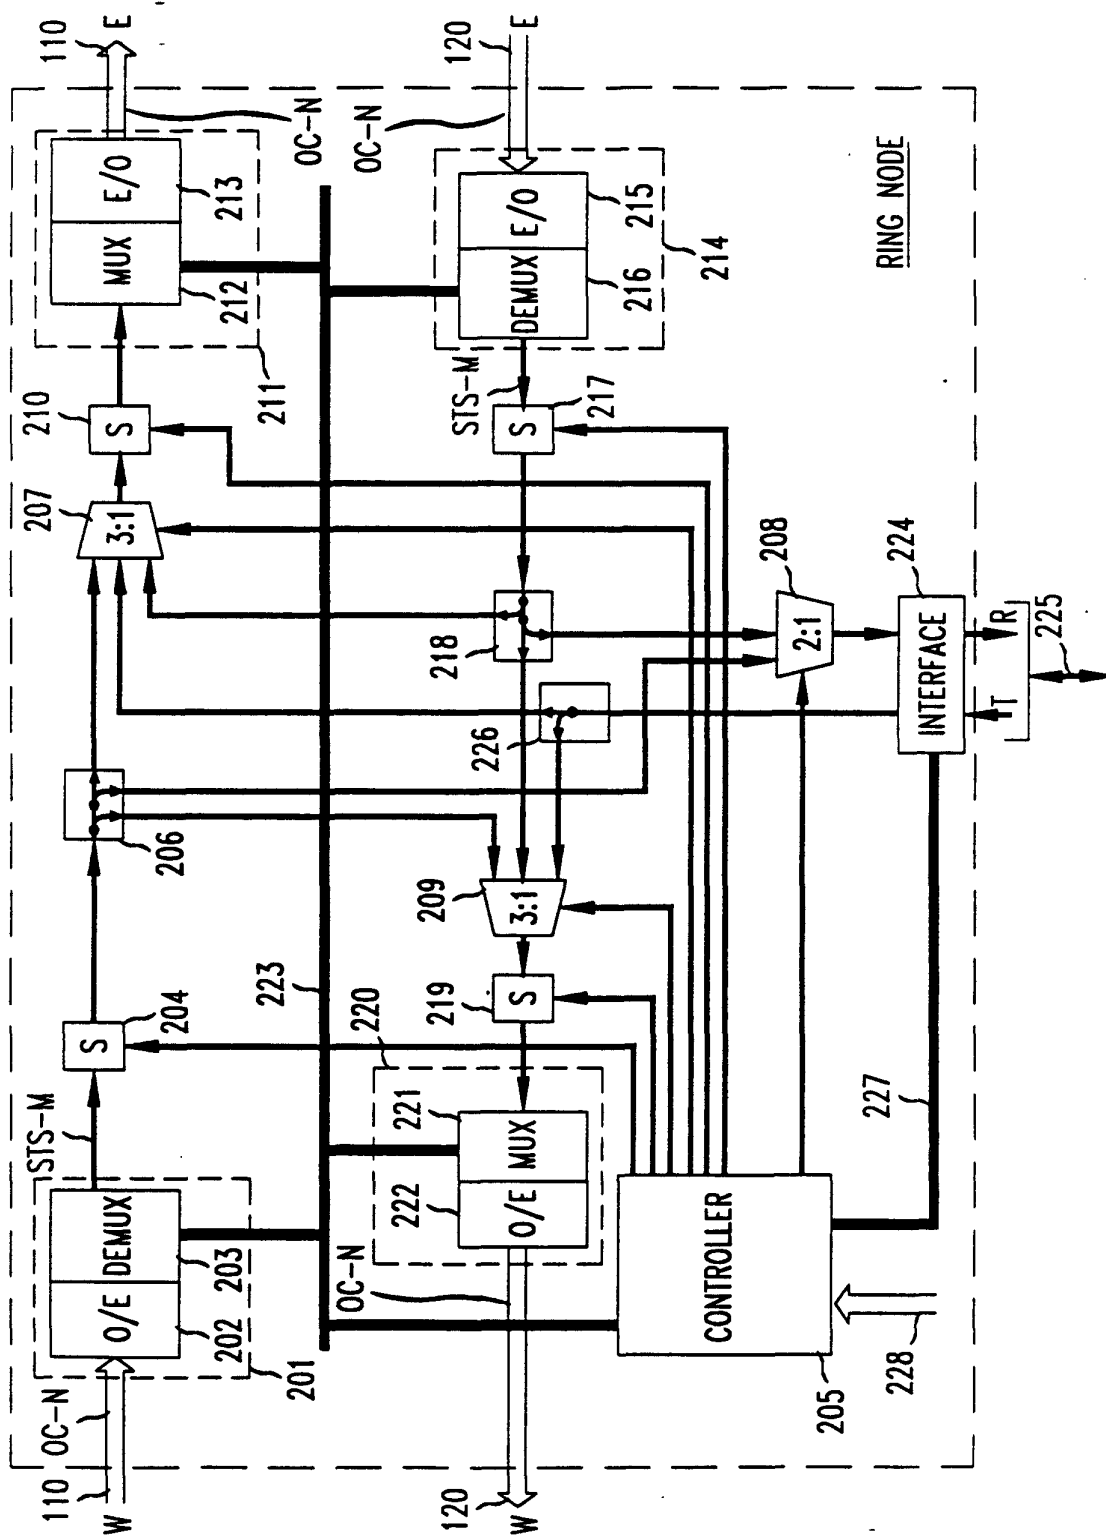 110
W
OC-N
O/E
DEMUX
202
203
201
STS-M
S
204
206
3:1
207
S
210
MUX
E/O
212
213
211
OC-N
110
E
223
120
W
OC-N
O/E
MUX
222
221
220
S
219
3:1
209
226
218
S
217
STS-M
DEMUX
E/O
216
215
214
OC-N
120
E
CONTROLLER
205
228
227
2:1
208
INTERFACE
224
T
R
225
RING NODE